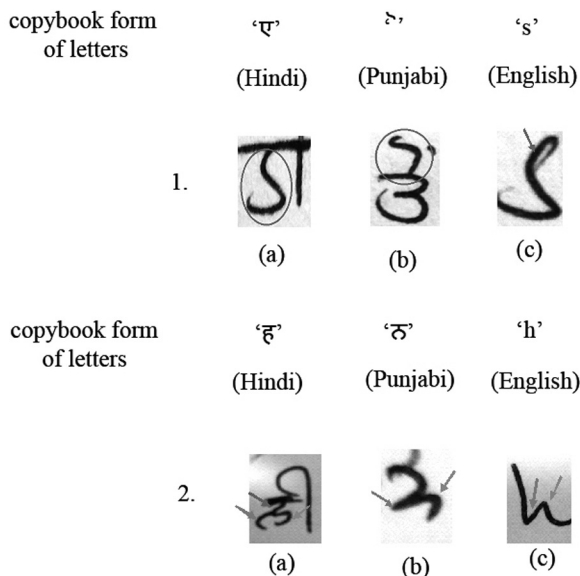 copybook form of letters ‘ए’ ‘ੇ’ ‘s’
(Hindi) (Punjabi) (English)
1.
(a) (b) (c)
copybook form of letters ‘ह’ ‘ਨ’ ‘h’
(Hindi) (Punjabi) (English)
2.
(a) (b) (c)